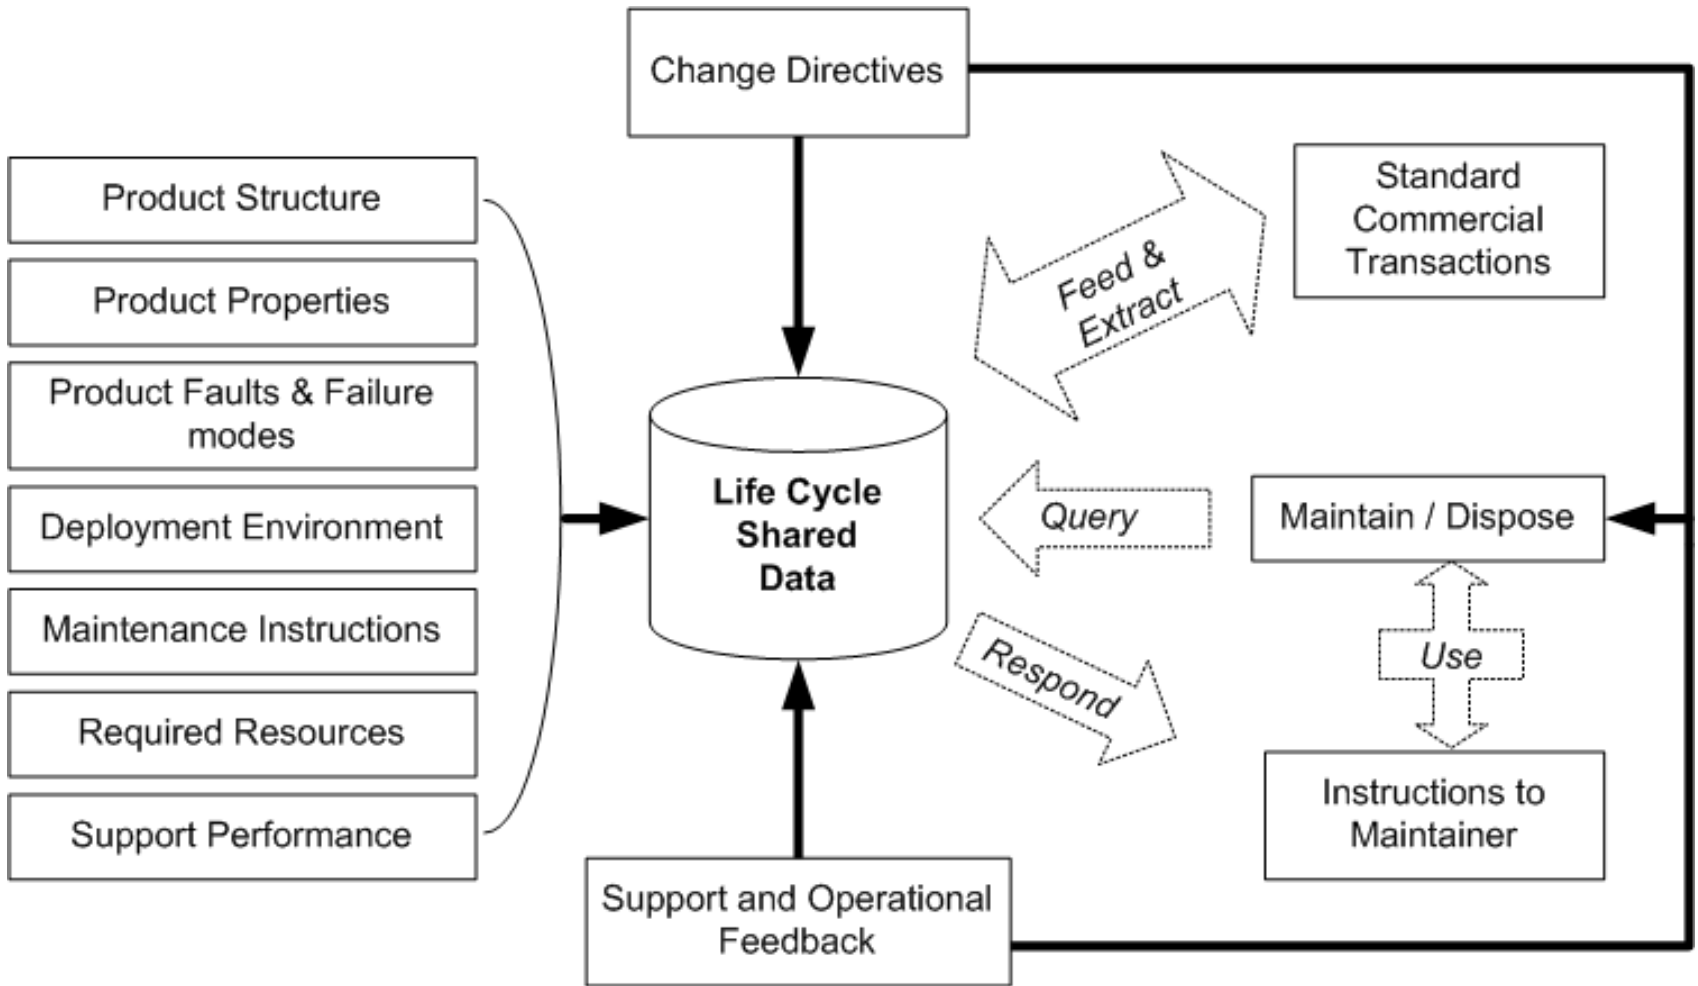 Change Directives
Product Structure
Product Properties
Product Faults & Failure
modes
Deployment Environment
Maintenance Instructions
Required Resources
Support Performance
Life Cycle
Shared
Data
Support and Operational
Feedback
Feed &
Extract
Standard
Commercial
Transactions
Query
Maintain / Dispose
Respond
Use
Instructions to
Maintainer